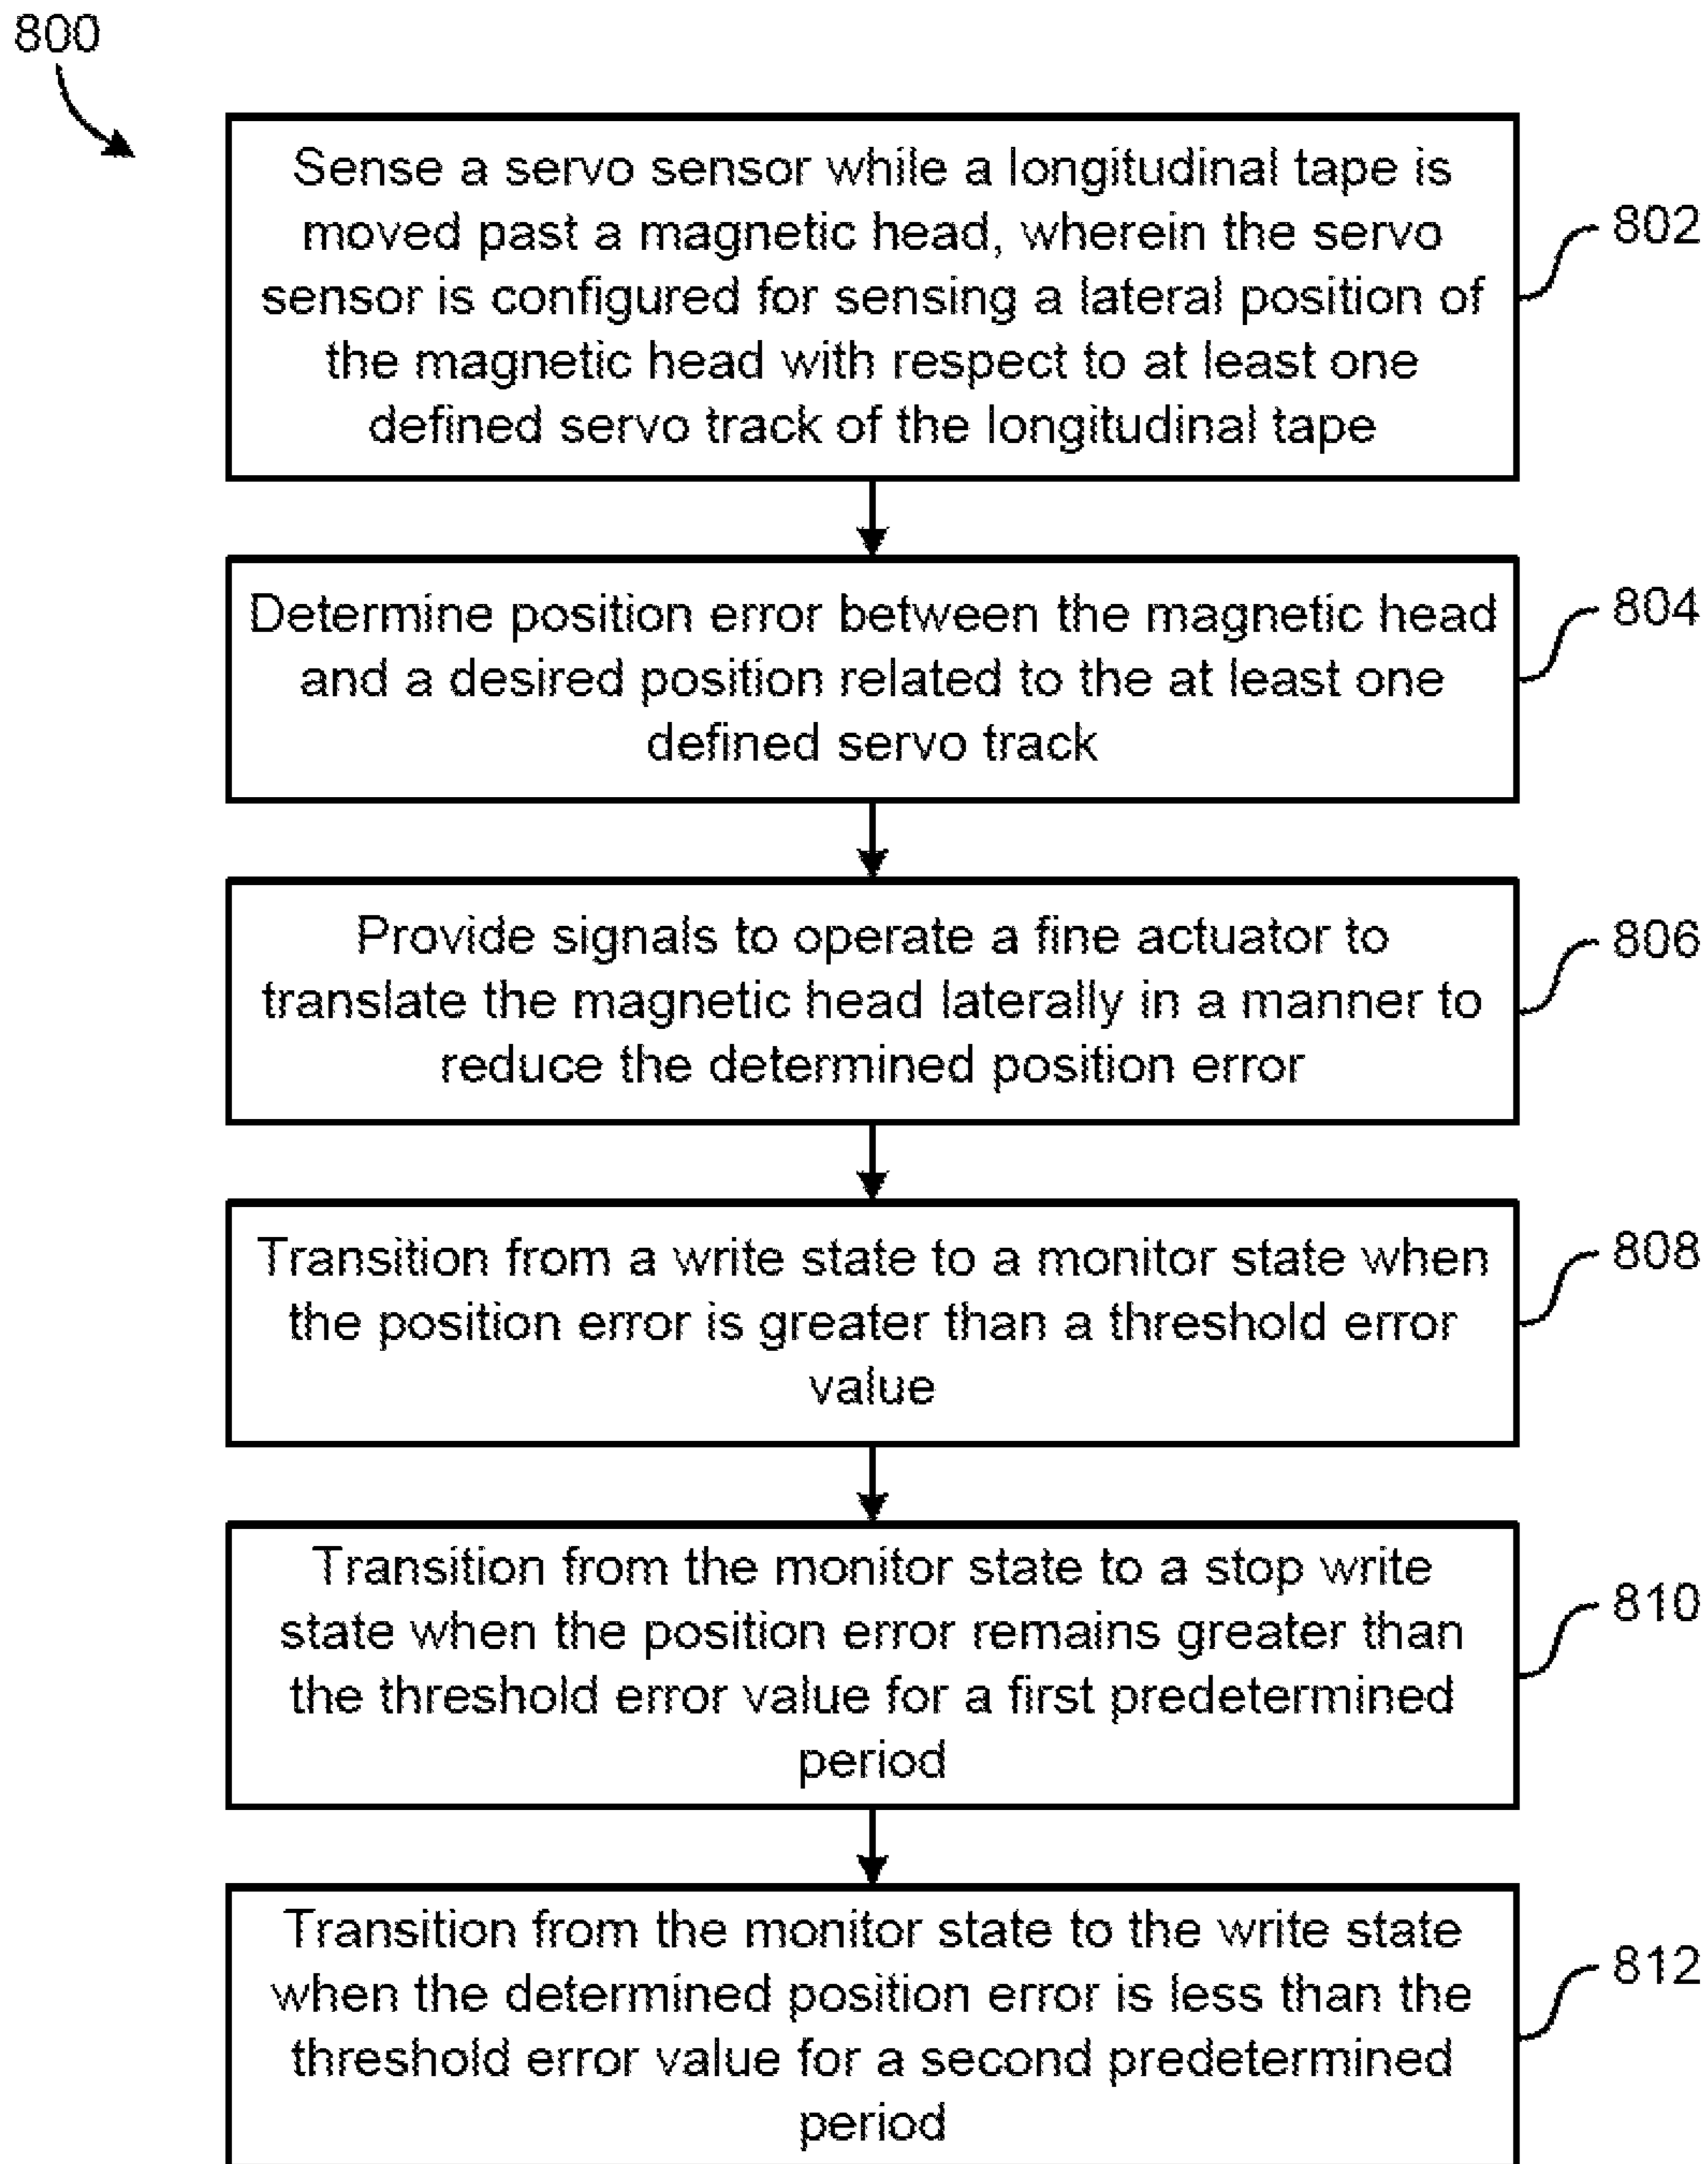 800
Sense a servo sensor while a longitudinal tape is
moved past a magnetic head, wherein the servo
sensor is configured for sensing a lateral position of
the magnetic head with respect to at least one
defined servo track of the longitudinal tape
802
Determine position error between the magnetic head
and a desired position related to the at least one
defined servo track
804
Provide signals to operate a fine actuator to
translate the magnetic head laterally in a manner to
reduce the determined position error
806
Transition from a write state to a monitor state when
the position error is greater than a threshold error
value
808
Transition from the monitor state to a stop write
state when the position error remains greater than
the threshold error value for a first predetermined
period
810
Transition from the monitor state to the write state
when the determined position error is less than the
threshold error value for a second predetermined
period
812